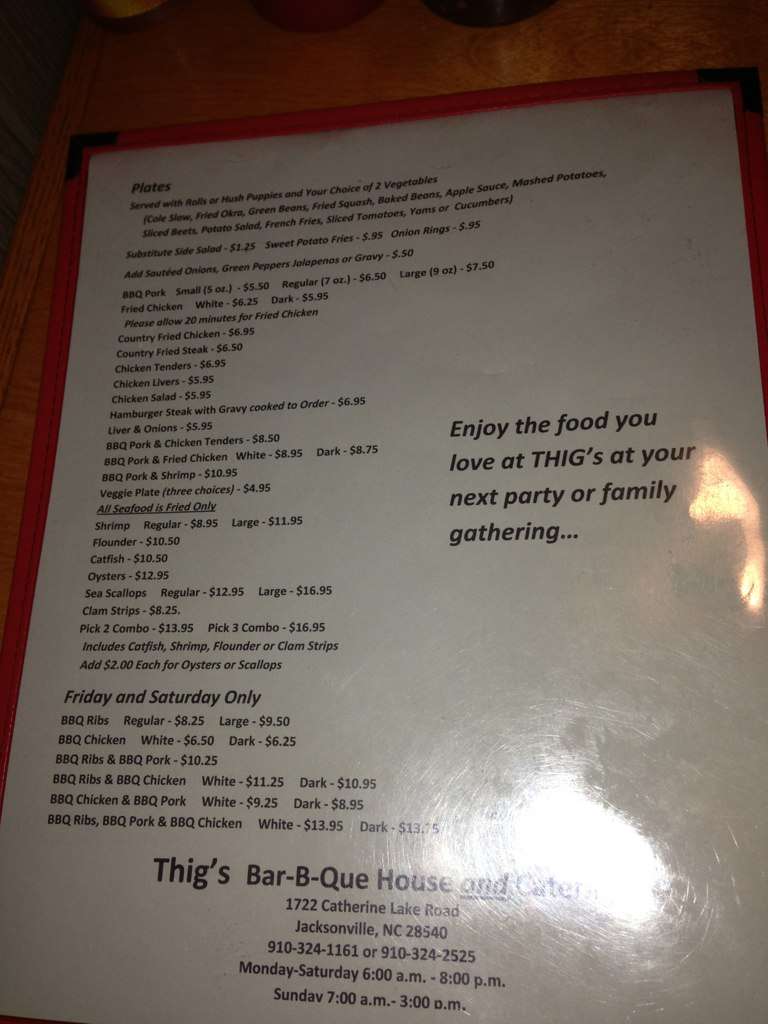 Plates
Served with Rolls or Hush Puppies and Your Choice of 2 Vegetables
(Cole Slaw, Fried Okra, Green Beans, Fried Squash, Baked Beans, Apple Sauce, Mashed Potatoes,
Sliced Beets, Potato Salad, French Fries, Sliced Tomatoes, Yams or Cucumbers)
Substitute Side Salad - $1.25 Sweet Potato Fries - $.95 Onion Rings - $.95
Add Sautéed Onions, Green Peppers Jalapenos or Gravy - $.50
BBQ Pork Small (5 oz.) - $5.50 Regular (7 oz.) - $6.50 Large (9 oz) - $7.50
Fried Chicken White - $6.25 Dark - $5.95
Please allow 20 minutes for Fried Chicken
Country Fried Chicken - $6.95
Country Fried Steak - $6.50
Chicken Tenders - $6.95
Chicken Livers - $5.95
Chicken Salad - $5.95
Hamburger Steak with Gravy cooked to Order - $6.95
Liver & Onions - $5.95
BBQ Pork & Chicken Tenders - $8.50
BBQ Pork & Fried Chicken White - $8.95 Dark - $8.75
BBQ Pork & Shrimp - $10.95
Veggie Plate (three choices) - $4.95
All Seafood is Fried Only
Shrimp Regular - $8.95 Large - $11.95
Flounder - $10.50
Catfish - $10.50
Oysters - $12.95
Sea Scallops Regular - $12.95 Large - $16.95
Clam Strips - $8.25.
Pick 2 Combo - $13.95 Pick 3 Combo - $16.95
Includes Catfish, Shrimp, Flounder or Clam Strips
Add $2.00 Each for Oysters or Scallops
Enjoy the food you
love at THIG's at your
next party or family
gathering...
Friday and Saturday Only
BBQ Ribs Regular - $8.25 Large - $9.50
BBQ Chicken White - $6.50 Dark - $6.25
BBQ Ribs & BBQ Pork - $10.25
BBQ Ribs & BBQ Chicken White - $11.25 Dark - $10.95
BBQ Chicken & BBQ Pork White - $9.25 Dark - $8.95
BBQ Ribs, BBQ Pork & BBQ Chicken White - $13.95 Dark -
Thig's Bar-B-Que House and
1722 Catherine Lake Road
Jacksonville, NC 28540
910-324-1161 or 910-324-2525
Monday-Saturday 6:00 a.m. - 8:00 p.m.
Sunday 7:00 a.m.- 3:00 p.m.